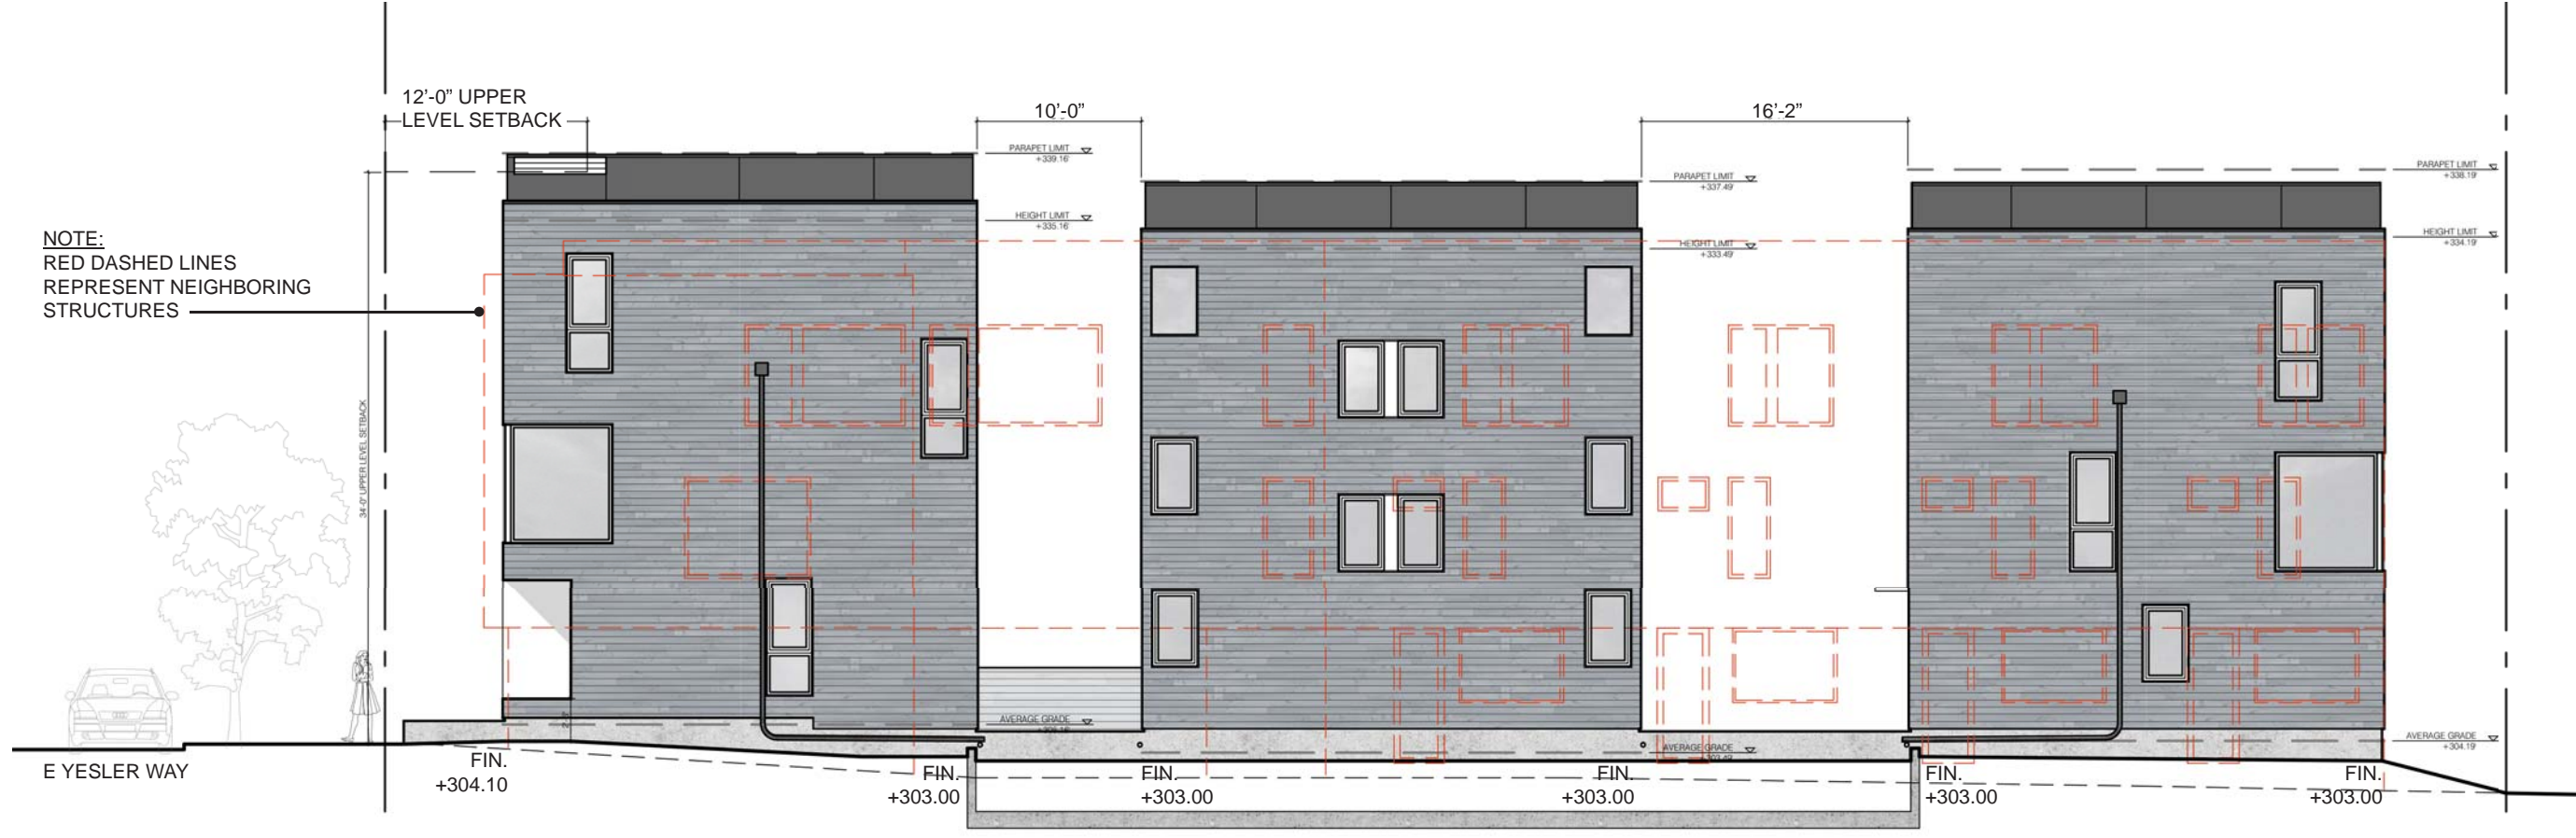 12'-0” UPPER
LEVEL SETBACK
10'-0”
16'-2”
PARAPET LIMIT
+339.16'
PARAPET LIMIT
+337.49'
PARAPET LIMIT
+338.19'
HEIGHT LIMIT
+335.16'
HEIGHT LIMIT
+333.49'
HEIGHT LIMIT
+334.19'
NOTE:
RED DASHED LINES
REPRESENT NEIGHBORING
STRUCTURES
34'-0" UPPER LEVEL SETBACK
AVERAGE GRADE
AVERAGE GRADE
+303.49'
AVERAGE GRADE
+304.19'
E YESLER WAY
FIN.
+304.10
FIN.
+303.00
FIN.
+303.00
FIN.
+303.00
FIN.
+303.00
FIN.
+303.00